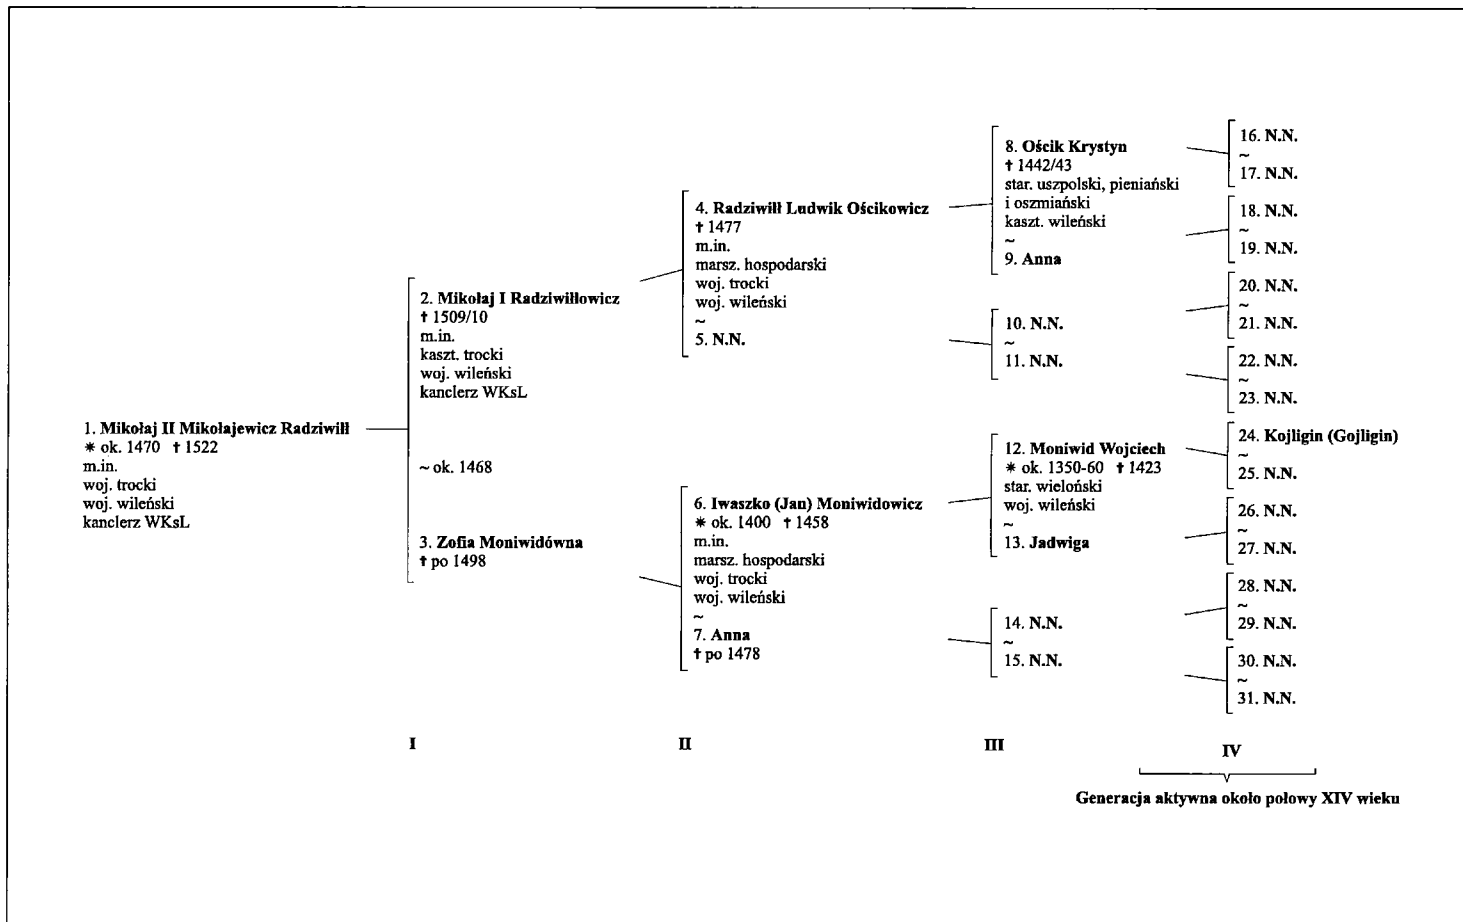 1. Mikołaj II Mikołajewicz Radziwiłł
✷ ok. 1470 † 1522
m.in.
woj. trocki
woj. wileński
kanclerz WKsL
2. Mikołaj I Radziwiłłowicz
† 1509/10
m.in.
kaszt. trocki
woj. wileński
kanclerz WKsL
~ ok. 1468
3. Zofia Moniwidówna
† po 1498
I
4. Radziwiłł Ludwik Ościkowicz
† 1477
m.in.
marsz. hospodarski
woj. trocki
woj. wileński
~
5. N.N.
6. Iwaszko (Jan) Moniwidowicz
✷ ok. 1400 † 1458
m.in.
marsz. hospodarski
woj. trocki
woj. wileński
~
7. Anna
† po 1478
II
8. Ościk Krystyn
† 1442/43
star. uszpolski, pieniański
i oszmiański
kaszt. wileński
~
9. Anna
10. N.N.
~
11. N.N.
12. Moniwid Wojciech
✷ ok. 1350-60 † 1423
star. wieloński
woj. wileński
~
13. Jadwiga
14. N.N.
~
15. N.N.
III
16. N.N.
~
17. N.N.
18. N.N.
~
19. N.N.
20. N.N.
~
21. N.N.
22. N.N.
~
23. N.N.
24. Kojligin (Gojligin)
~
25. N.N.
26. N.N.
~
27. N.N.
28. N.N.
~
29. N.N.
30. N.N.
~
31. N.N.
IV
Generacja aktywna około połowy XIV wieku